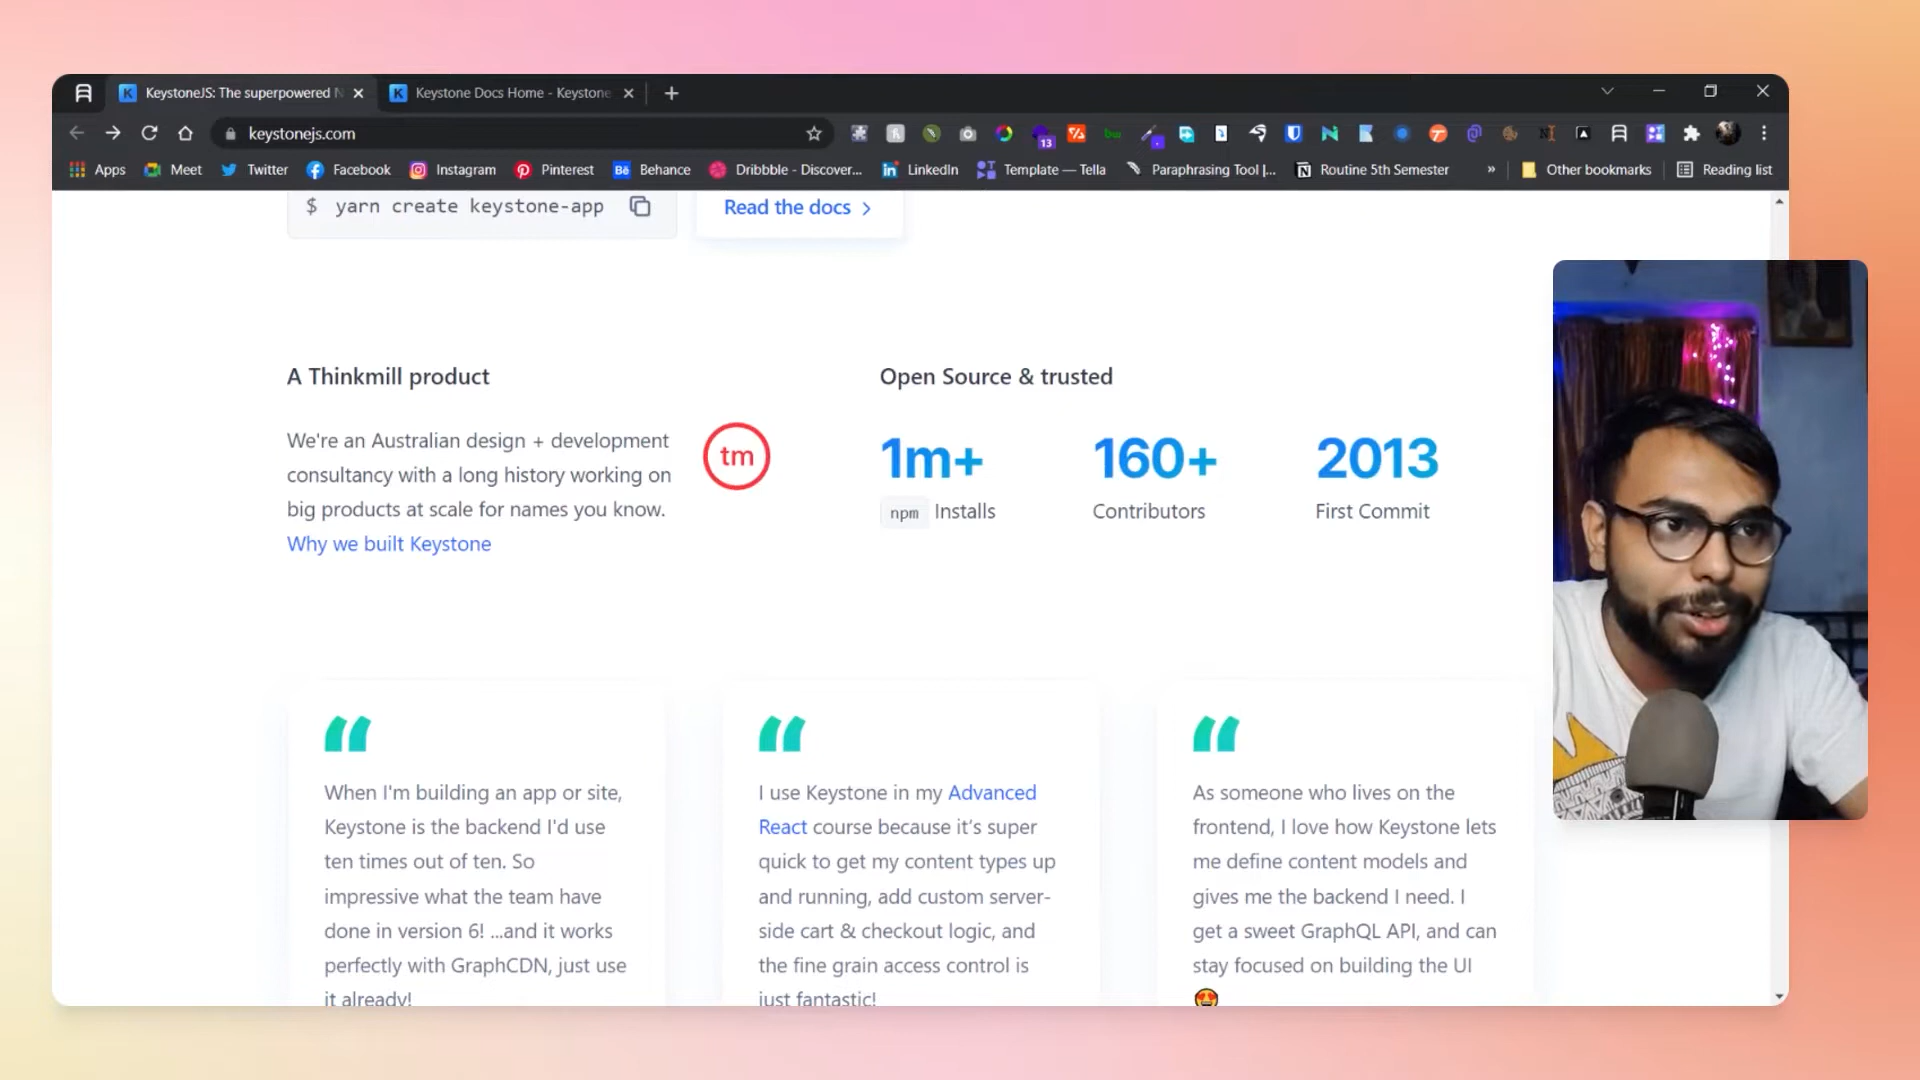 KeystoneJS: The superpowered N
Keystone Docs Home - Keystone
keystonejs.com
13
Apps
Meet
Twitter
Facebook
Instagram
Pinterest
Bē Behance
Dribbble - Discover...
in LinkedIn
Template — Tella
Paraphrasing Tool |...
Routine 5th Semester
»
Other bookmarks
Reading list
$ yarn create keystone-app
Read the docs >
A Thinkmill product
We're an Australian design + development
consultancy with a long history working on
big products at scale for names you know.
Why we built Keystone
tm
Open Source & trusted
1m+
npm Installs
160+
Contributors
2013
First Commit
“
When I'm building an app or site,
Keystone is the backend I'd use
ten times out of ten. So
impressive what the team have
done in version 6! ...and it works
perfectly with GraphCDN, just use
it already!
“
I use Keystone in my Advanced
React course because it’s super
quick to get my content types up
and running, add custom server-
side cart & checkout logic, and
the fine grain access control is
just fantastic!
“
As someone who lives on the
frontend, I love how Keystone lets
me define content models and
gives me the backend I need. I
get a sweet GraphQL API, and can
stay focused on building the UI
😍